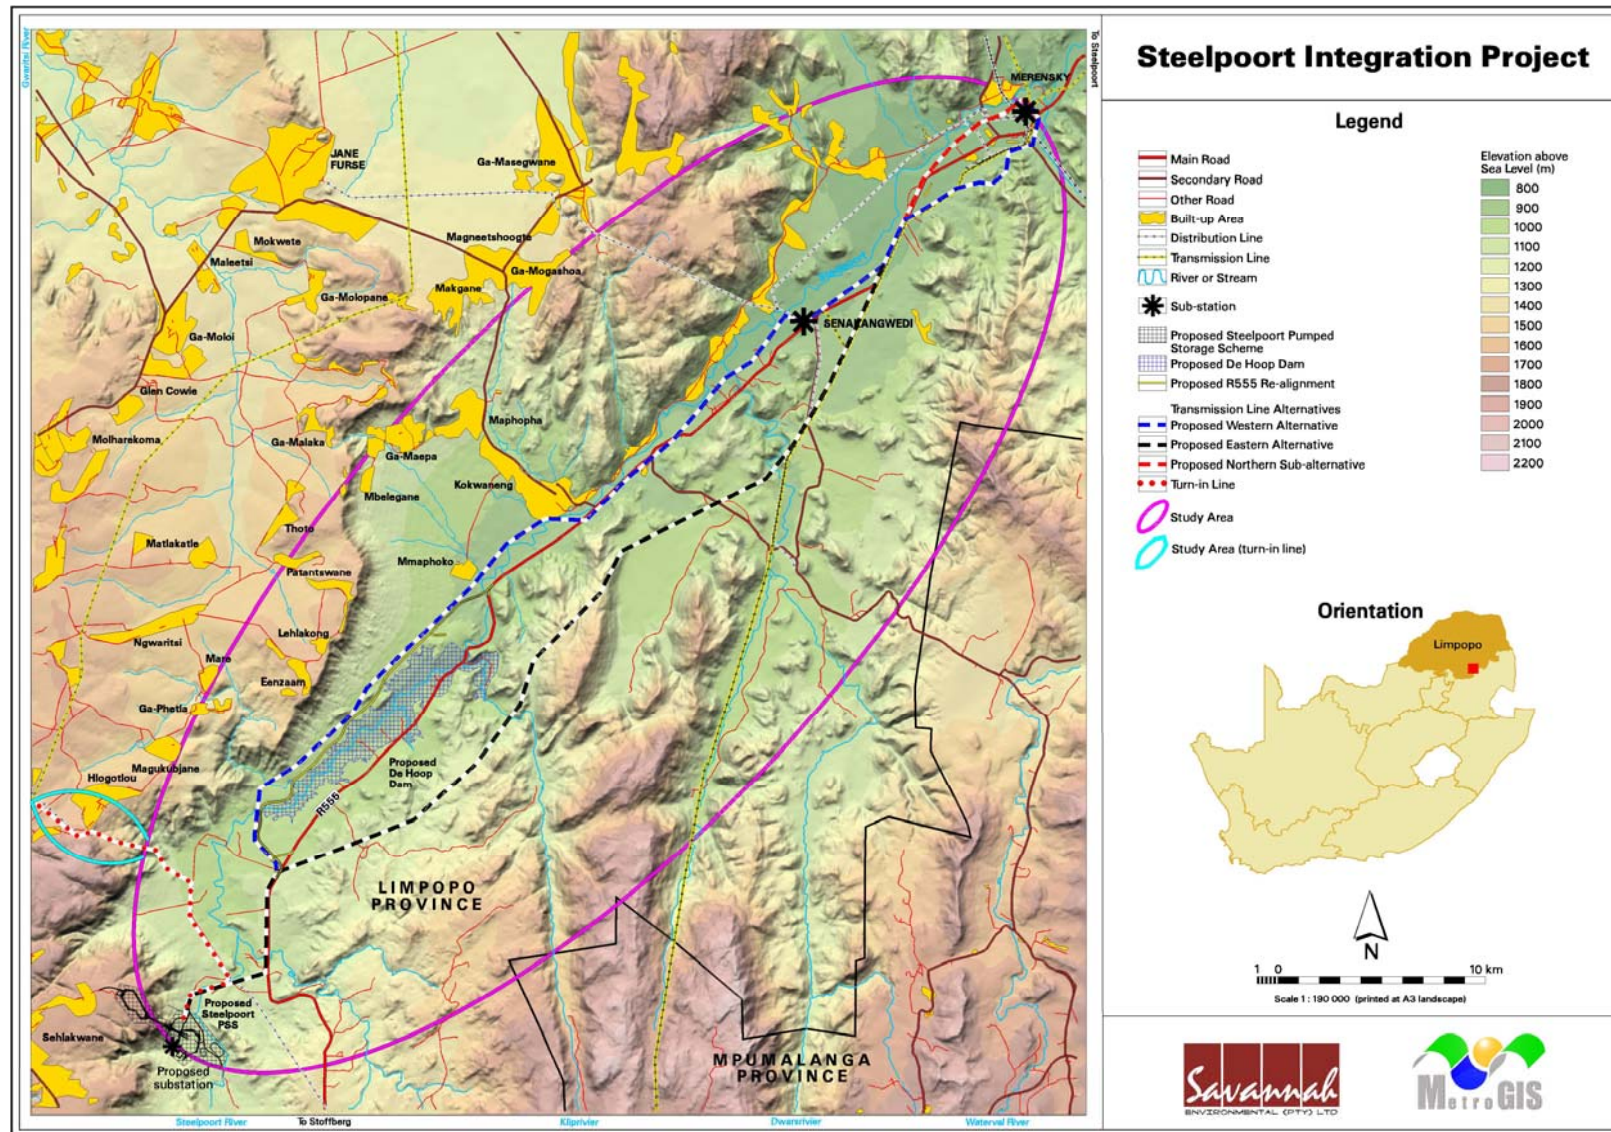 Gwaritsi River
To Steelpoort
MERENSKY
JANE
FURSE
Ga-Masegwane
Mokwete
Magneetshoogte
Maleetsi
Ga-Mogashoa
Makgane
Ga-Molopane
SENAKANGWEDI
Ga-Moloi
Glen Cowie
Maphopha
Molharekoma
Ga-Malaka
Ga-Maepa
Kokwaneng
Mbelegane
Thoto
Matlakatle
Mmaphoko
Patantswane
Ngwaritsi
Lehlakong
Mare
Eenzaam
Ga-Phetla
Magukubjane
Hlogotlou
Proposed
De Hoop
Dam
R555
LIMPOPO
PROVINCE
Proposed
Steelpoort
PSS
Sehlakwane
Proposed
substation
MPUMALANGA
PROVINCE
Steelpoort River
To Stoffberg
Kliprivier
Dwarsrivier
Waterval River
Steelpoort Integration Project
Legend
Main Road
Secondary Road
Other Road
Built-up Area
Distribution Line
Transmission Line
River or Stream
Sub-station
Proposed Steelpoort Pumped
Storage Scheme
Proposed De Hoop Dam
Proposed R555 Re-alignment
Transmission Line Alternatives
Proposed Western Alternative
Proposed Eastern Alternative
Proposed Northern Sub-alternative
Turn-in Line
Study Area
Study Area (turn-in line)
Elevation above
Sea Level (m)
800
900
1000
1100
1200
1300
1400
1500
1600
1700
1800
1900
2000
2100
2200
Orientation
Limpopo
N
1 0 10 km
Scale 1 : 190 000 (printed at A3 landscape)
Savannah
ENVIRONMENTAL (PTY) LTD
MetroGIS